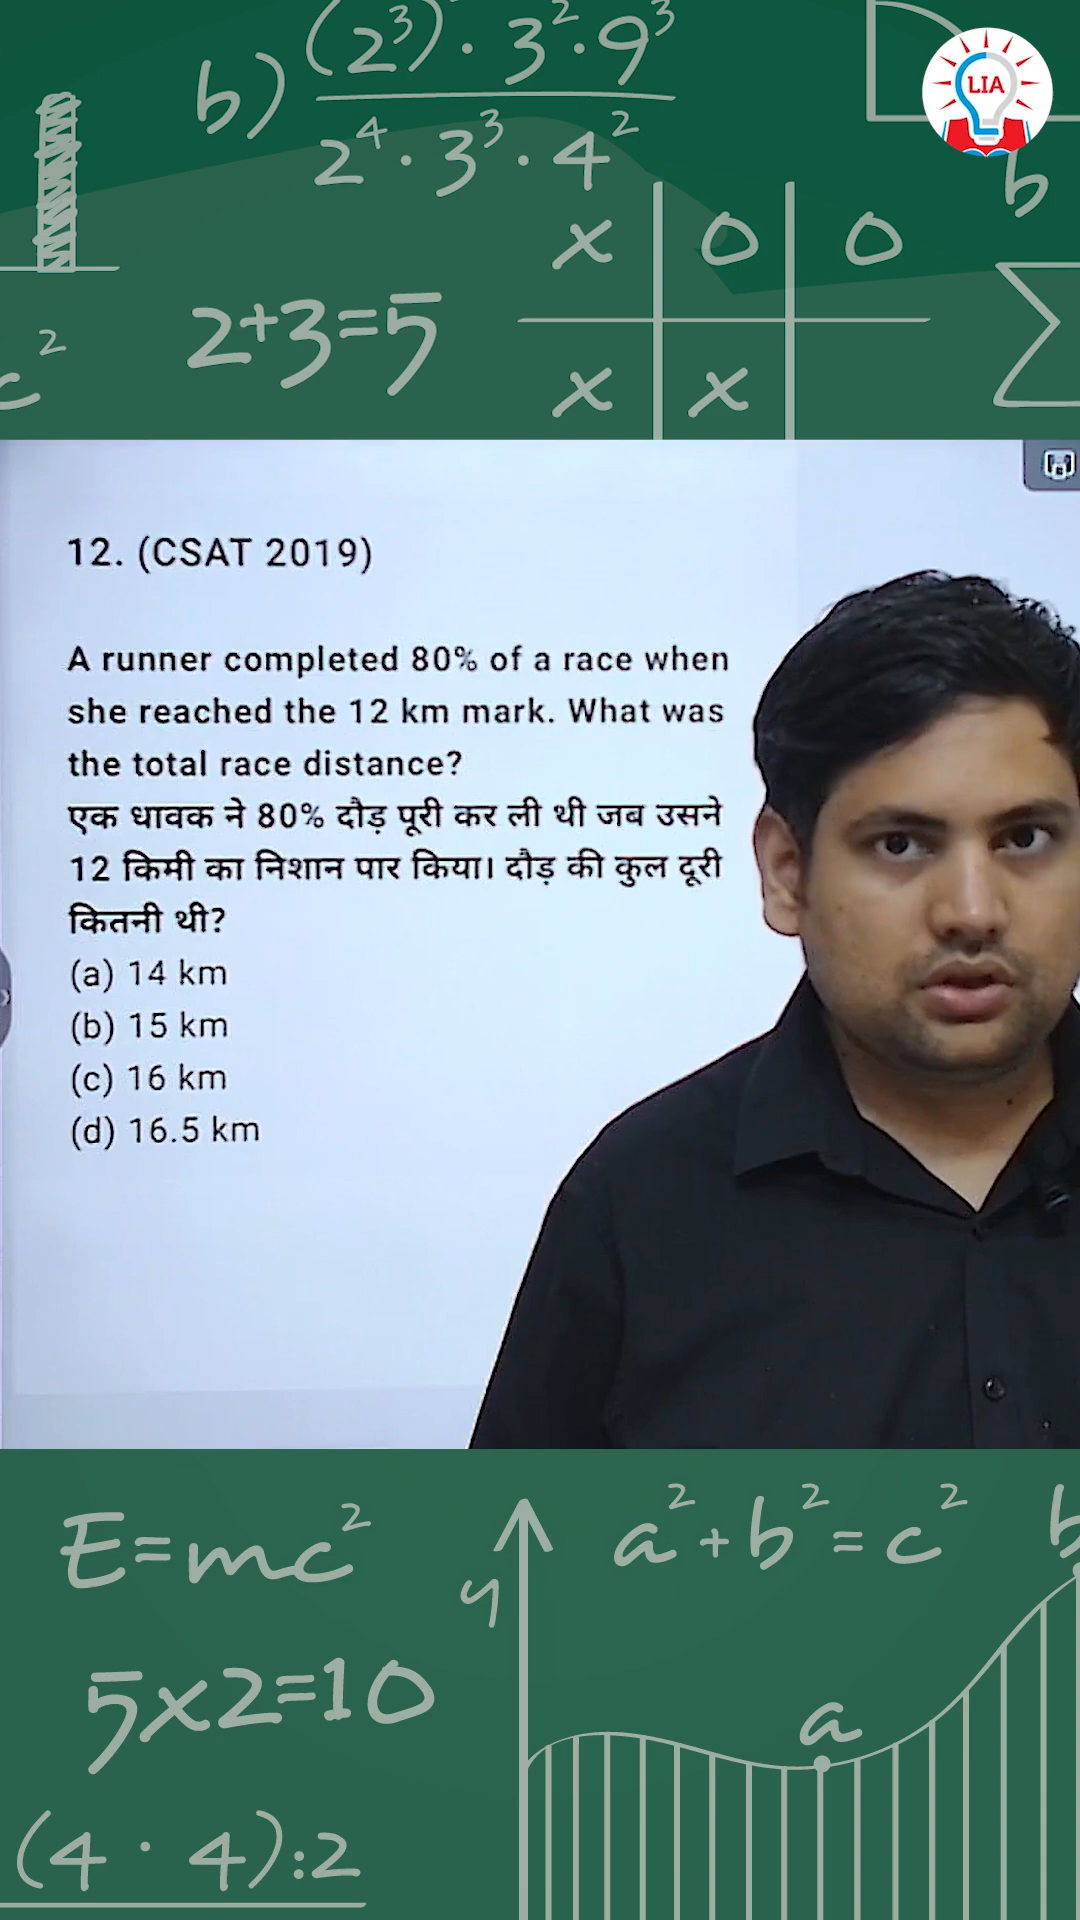 b) (2³) · 3² · 9³
2⁴ · 3³ · 4²
LIA
b
x 0 0
c²
2+3=5
x x
12. (CSAT 2019)
A runner completed 80% of a race when
she reached the 12 km mark. What was
the total race distance?
एक धावक ने 80% दौड़ पूरी कर ली थी जब उसने
12 किमी का निशान पार किया। दौड़ की कुल दूरी
कितनी थी?
(a) 14 km
(b) 15 km
(c) 16 km
(d) 16.5 km
E=mc²
a²+b²=c²
b
y
5x2=10
a
(4 · 4):2